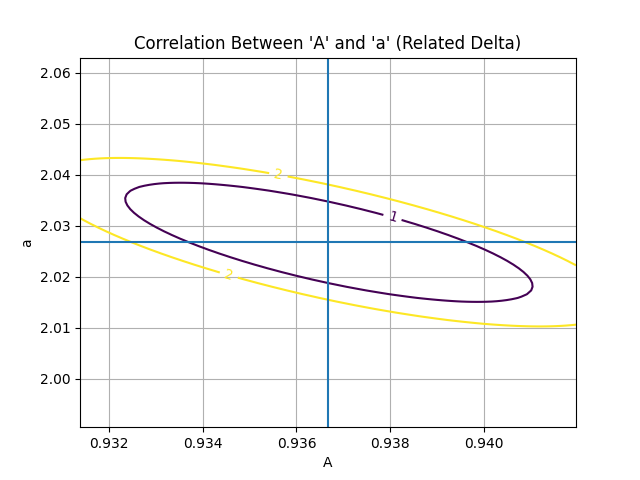 Correlation Between 'A' and 'a' (Related Delta)
2.06
2.05
2.04
2.03
2.02
2.01
2.00
a
2
1
2
0.932 0.934 0.936 0.938 0.940
A